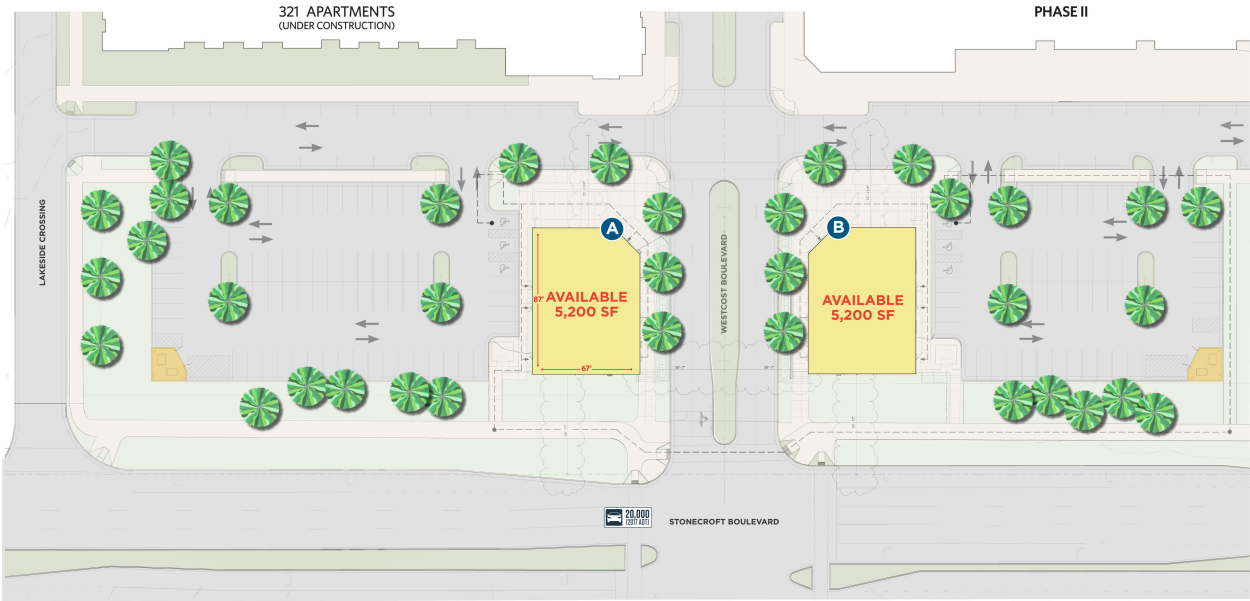 321 APARTMENTS
(UNDER CONSTRUCTION)
PHASE II
LAKESIDE CROSSING
A
B
WESTCOST BOULEVARD
87'
AVAILABLE
5,200 SF
67'
AVAILABLE
5,200 SF
20,000
(2017 ADT)
STONECROFT BOULEVARD